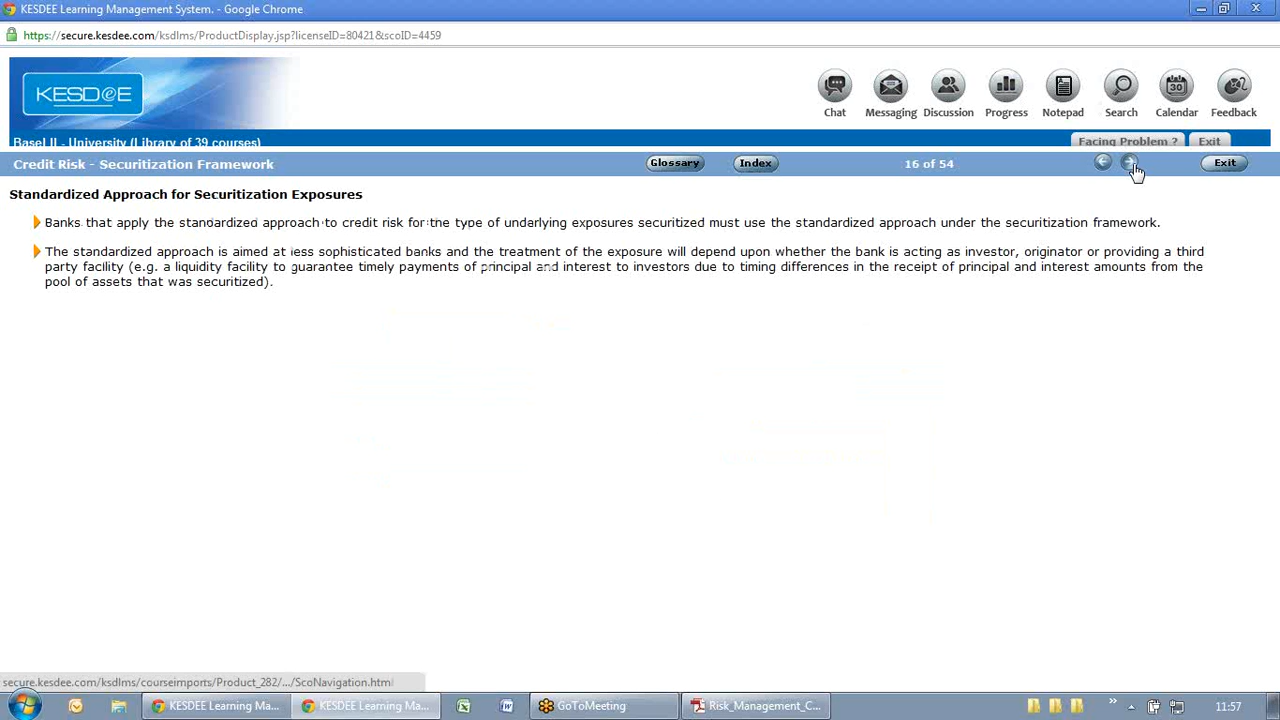 KESDEE Learning Management System. - Google Chrome
https://secure.kesdee.com/ksdlms/ProductDisplay.jsp?licenseID=80421&scoID=4459
KESDEE
Chat
Messaging
Discussion
Progress
Notepad
Search
30
Calendar
Feedback
Basel II - University (Library of 39 courses)
Facing Problem ?
Exit
Credit Risk - Securitization Framework
Glossary
Index
16 of 54
Exit
Standardized Approach for Securitization Exposures
Banks that apply the standardized approach to credit risk for the type of underlying exposures securitized must use the standardized approach under the securitization framework.
The standardized approach is aimed at less sophisticated banks and the treatment of the exposure will depend upon whether the bank is acting as investor, originator or providing a third
party facility (e.g. a liquidity facility to guarantee timely payments of principal and interest to investors due to timing differences in the receipt of principal and interest amounts from the
pool of assets that was securitized).
secure.kesdee.com/ksdlms/courseimports/Product_282/.../ScoNavigation.html
KESDEE Learning Ma...
KESDEE Learning Ma...
GoToMeeting
Risk_Management_C...
11:57